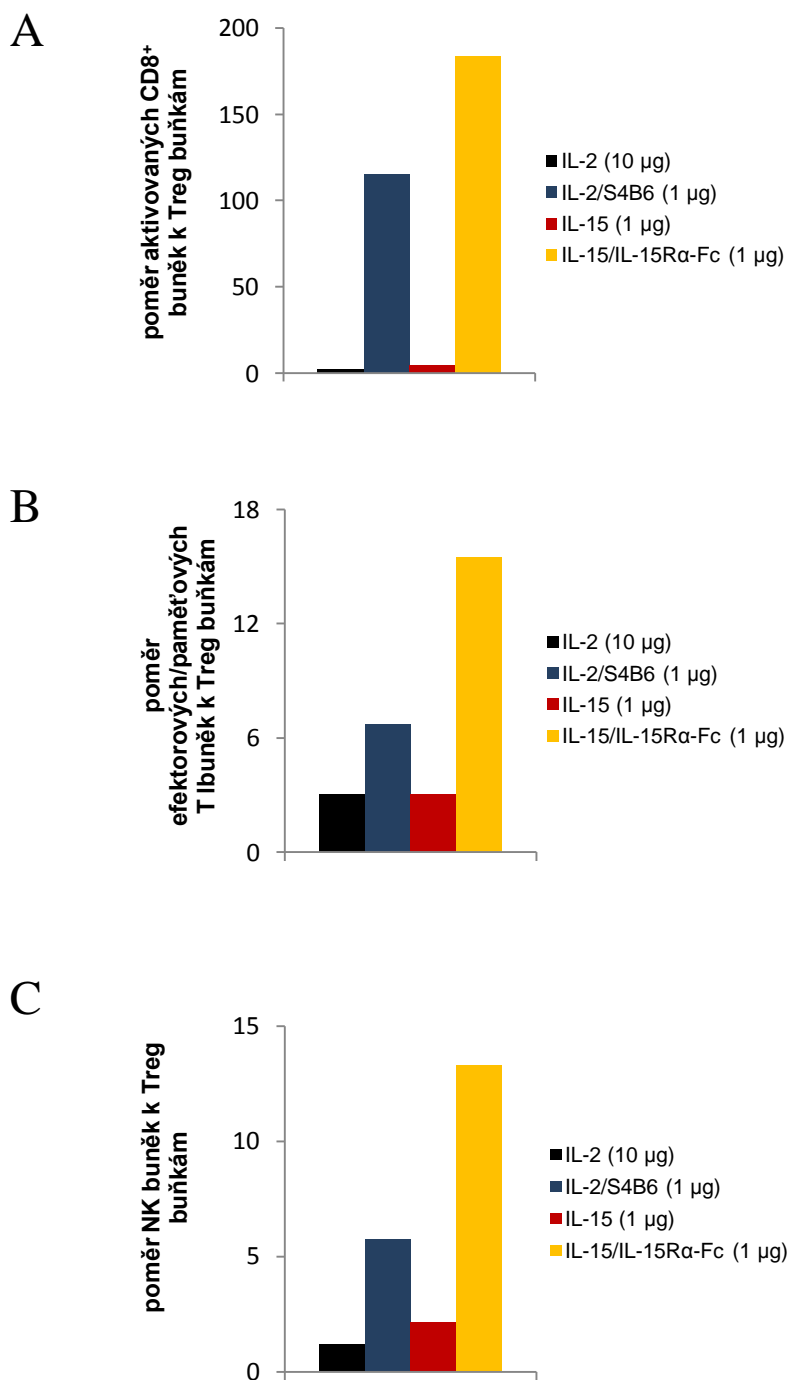 A
poměr aktivovaných CD8⁺
buněk k Treg buňkám
200
150
100
50
0
IL-2 (10 µg)
IL-2/S4B6 (1 µg)
IL-15 (1 µg)
IL-15/IL-15Rα-Fc (1 µg)
B
poměr
efektorových/paměťových
T lbuněk k Treg buňkám
18
12
6
0
IL-2 (10 µg)
IL-2/S4B6 (1 µg)
IL-15 (1 µg)
IL-15/IL-15Rα-Fc (1 µg)
C
poměr NK buněk k Treg
buňkám
15
10
5
0
IL-2 (10 µg)
IL-2/S4B6 (1 µg)
IL-15 (1 µg)
IL-15/IL-15Rα-Fc (1 µg)